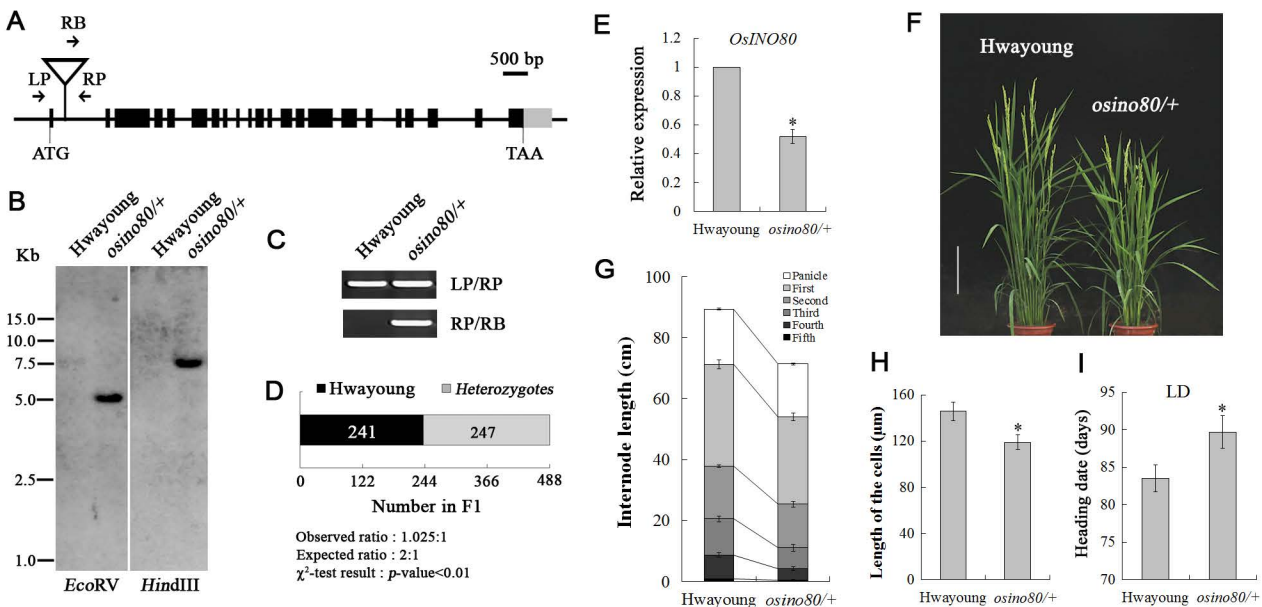 A
RB
LP
RP
500 bp
ATG
TAA
B
Hwayoung
osino80/+
Hwayoung
osino80/+
Kb
15.0
10.0
7.5
5.0
2.5
1.0
EcoRV
HindIII
C
Hwayoung
osino80/+
LP/RP
RP/RB
D
Hwayoung
Heterozygotes
241
247
0
122
244
366
488
Number in F1
Observed ratio : 1.025:1
Expected ratio : 2:1
χ²-test result : p-value<0.01
E
OsINO80
Relative expression
1.2
1
0.8
0.6
0.4
0.2
0
*
Hwayoung
osino80/+
F
Hwayoung
osino80/+
G
Internode length (cm)
100
80
60
40
20
0
Panicle
First
Second
Third
Fourth
Fifth
Hwayoung
osino80/+
H
Length of the cells (μm)
160
120
80
40
0
*
Hwayoung
osino80/+
I
LD
Heading date (days)
95
90
85
80
75
70
*
Hwayoung
osino80/+